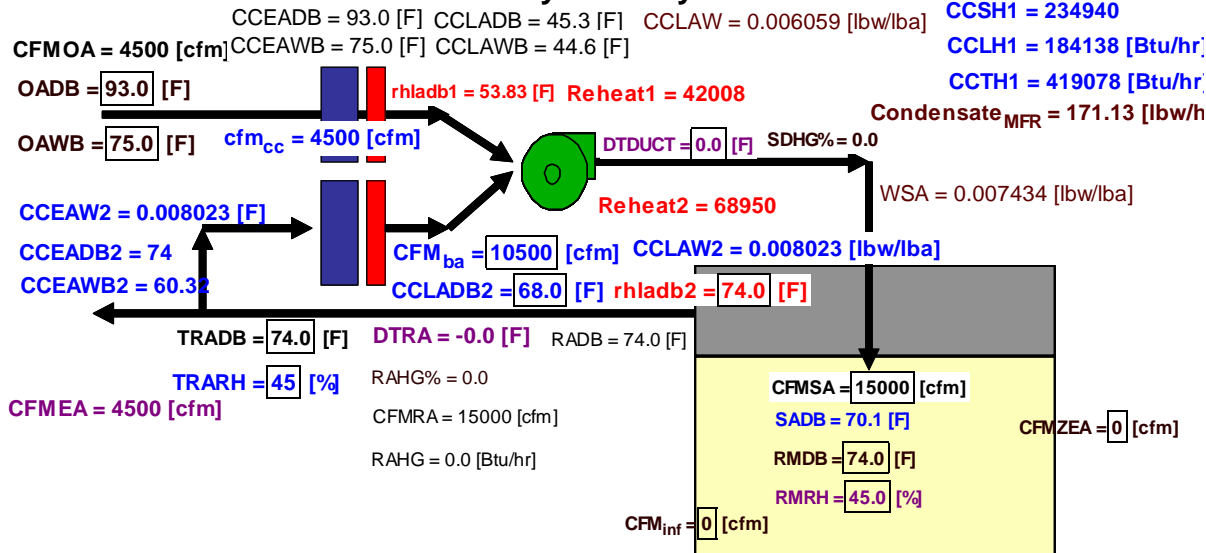 CCEADB = 93.0 [F] CCLADB = 45.3 [F] CCLAW = 0.006059 [lbw/lba]
CCSH1 = 234940
CFMOA = 4500 [cfm] CCEAWB = 75.0 [F] CCLAWB = 44.6 [F]
CCLH1 = 184138 [Btu/hr]
CCTH1 = 419078 [Btu/hr]
OADB = 93.0 [F]
rhladb1 = 53.83 [F] Reheat1 = 42008
Condensate MFR = 171.13 [lbw/h
OAWB = 75.0 [F]
cfmcc = 4500 [cfm]
DTDUCT = 0.0 [F] SDHG% = 0.0
WSA = 0.007434 [lbw/lba]
CCEAW2 = 0.008023 [F]
Reheat2 = 68950
CCEADB2 = 74
CFMba = 10500 [cfm] CCLAW2 = 0.008023 [lbw/lba]
CCEAWB2 = 60.32
CCLADB2 = 68.0 [F] rhladb2 = 74.0 [F]
TRADB = 74.0 [F] DTRA = -0.0 [F] RADB = 74.0 [F]
TRARH = 45 [%] RAHG% = 0.0
CFMSA = 15000 [cfm]
CFMEA = 4500 [cfm]
CFMRA = 15000 [cfm]
SADB = 70.1 [F]
CFMZEA = 0 [cfm]
RAHG = 0.0 [Btu/hr]
RMDB = 74.0 [F]
RMRH = 45.0 [%]
CFMinf = 0 [cfm]